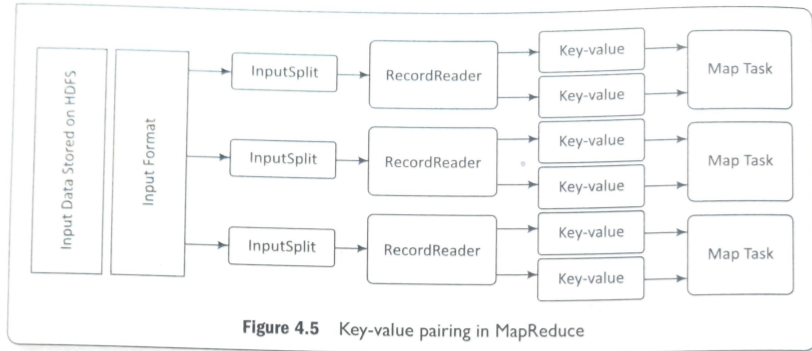 Input Data Stored on HDFS
Input Format
InputSplit
RecordReader
Key-value
Key-value
Map Task
InputSplit
RecordReader
Key-value
Key-value
Map Task
InputSplit
RecordReader
Key-value
Key-value
Map Task
Figure 4.5 Key-value pairing in MapReduce